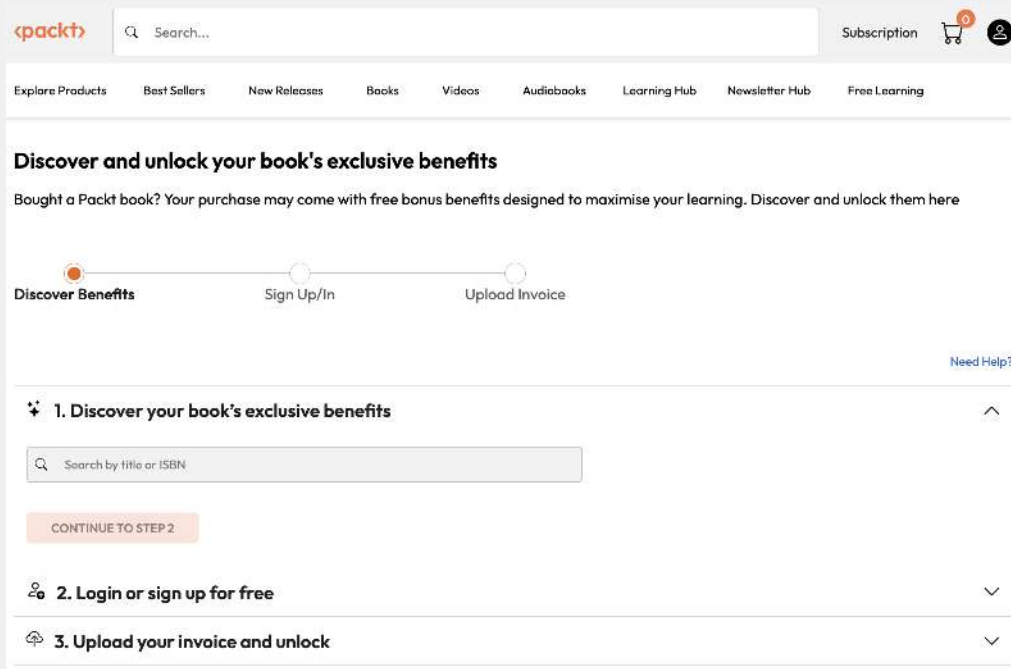 <packt>
Search...
Subscription
0
Explore Products Best Sellers New Releases Books Videos Audiobooks Learning Hub Newsletter Hub Free Learning
Discover and unlock your book's exclusive benefits
Bought a Packt book? Your purchase may come with free bonus benefits designed to maximise your learning. Discover and unlock them here
Discover Benefits Sign Up/In Upload Invoice
Need Help?
1. Discover your book's exclusive benefits
Search by title or ISBN
CONTINUE TO STEP 2
2. Login or sign up for free
3. Upload your invoice and unlock